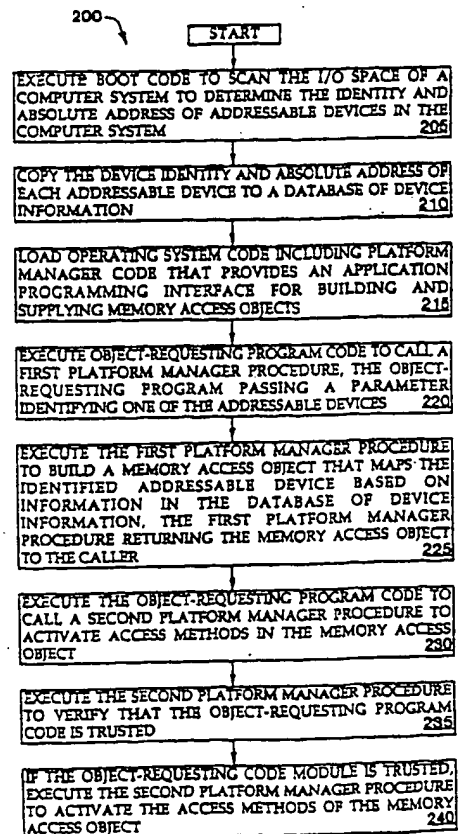 200
START
EXECUTE BOOT CODE TO SCAN THE I/O SPACE OF A
COMPUTER SYSTEM TO DETERMINE THE IDENTITY AND
ABSOLUTE ADDRESS OF ADDRESSABLE DEVICES IN THE
COMPUTER SYSTEM 205
COPY THE DEVICE IDENTITY AND ABSOLUTE ADDRESS OF
EACH ADDRESSABLE DEVICE TO A DATABASE OF DEVICE
INFORMATION 210
LOAD OPERATING SYSTEM CODE INCLUDING PLATFORM
MANAGER CODE THAT PROVIDES AN APPLICATION
PROGRAMMING INTERFACE FOR BUILDING AND
SUPPLYING MEMORY ACCESS OBJECTS 215
EXECUTE OBJECT-REQUESTING PROGRAM CODE TO CALL A
FIRST PLATFORM MANAGER PROCEDURE, THE OBJECT-
REQUESTING PROGRAM PASSING A PARAMETER
IDENTIFYING ONE OF THE ADDRESSABLE DEVICES 220
EXECUTE THE FIRST PLATFORM MANAGER PROCEDURE
TO BUILD A MEMORY ACCESS OBJECT THAT MAPS THE
IDENTIFIED ADDRESSABLE DEVICE BASED ON
INFORMATION IN THE DATABASE OF DEVICE
INFORMATION, THE FIRST PLATFORM MANAGER
PROCEDURE RETURNING THE MEMORY ACCESS OBJECT
TO THE CALLER 225
EXECUTE THE OBJECT-REQUESTING PROGRAM CODE TO
CALL A SECOND PLATFORM MANAGER PROCEDURE TO
ACTIVATE ACCESS METHODS IN THE MEMORY ACCESS
OBJECT 230
EXECUTE THE SECOND PLATFORM MANAGER PROCEDURE
TO VERIFY THAT THE OBJECT-REQUESTING PROGRAM
CODE IS TRUSTED 235
IF THE OBJECT-REQUESTING CODE MODULE IS TRUSTED,
EXECUTE THE SECOND PLATFORM MANAGER PROCEDURE
TO ACTIVATE THE ACCESS METHODS OF THE MEMORY
ACCESS OBJECT 240